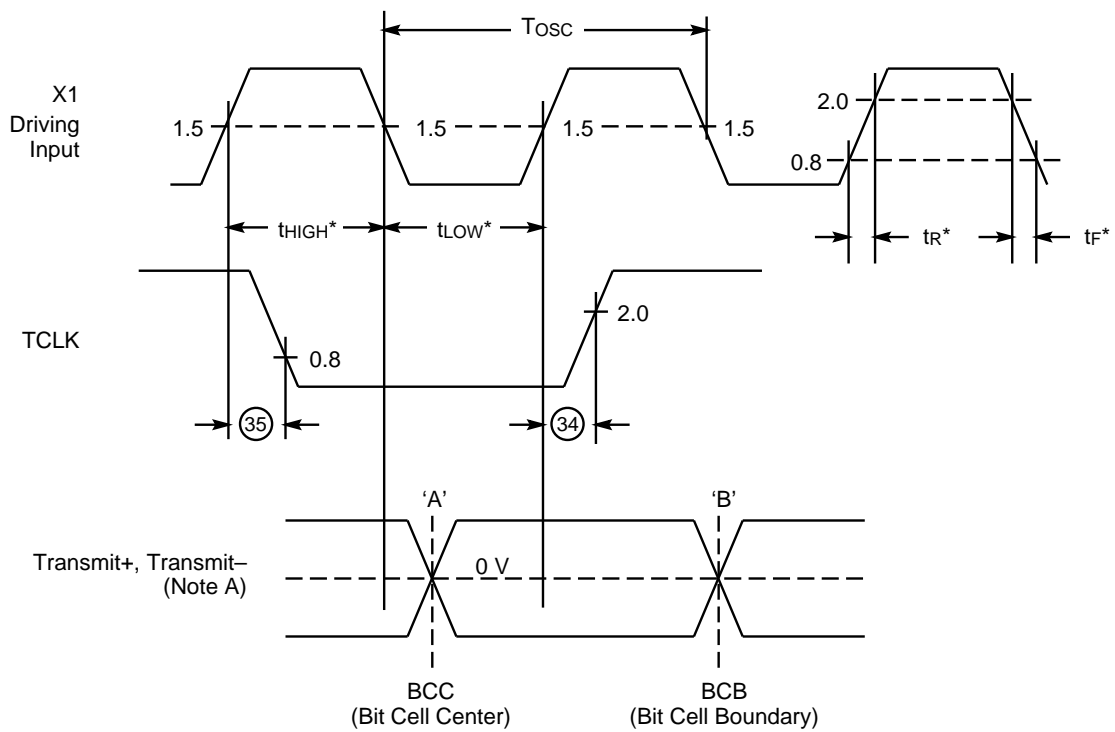 TOSC
X1
Driving
Input
1.5
1.5
1.5
1.5
2.0
0.8
tHIGH*
tLOW*
tR*
tF*
TCLK
0.8
2.0
35
34
'A'
'B'
Transmit+, Transmit–
(Note A)
0 V
BCC
(Bit Cell Center)
BCB
(Bit Cell Boundary)